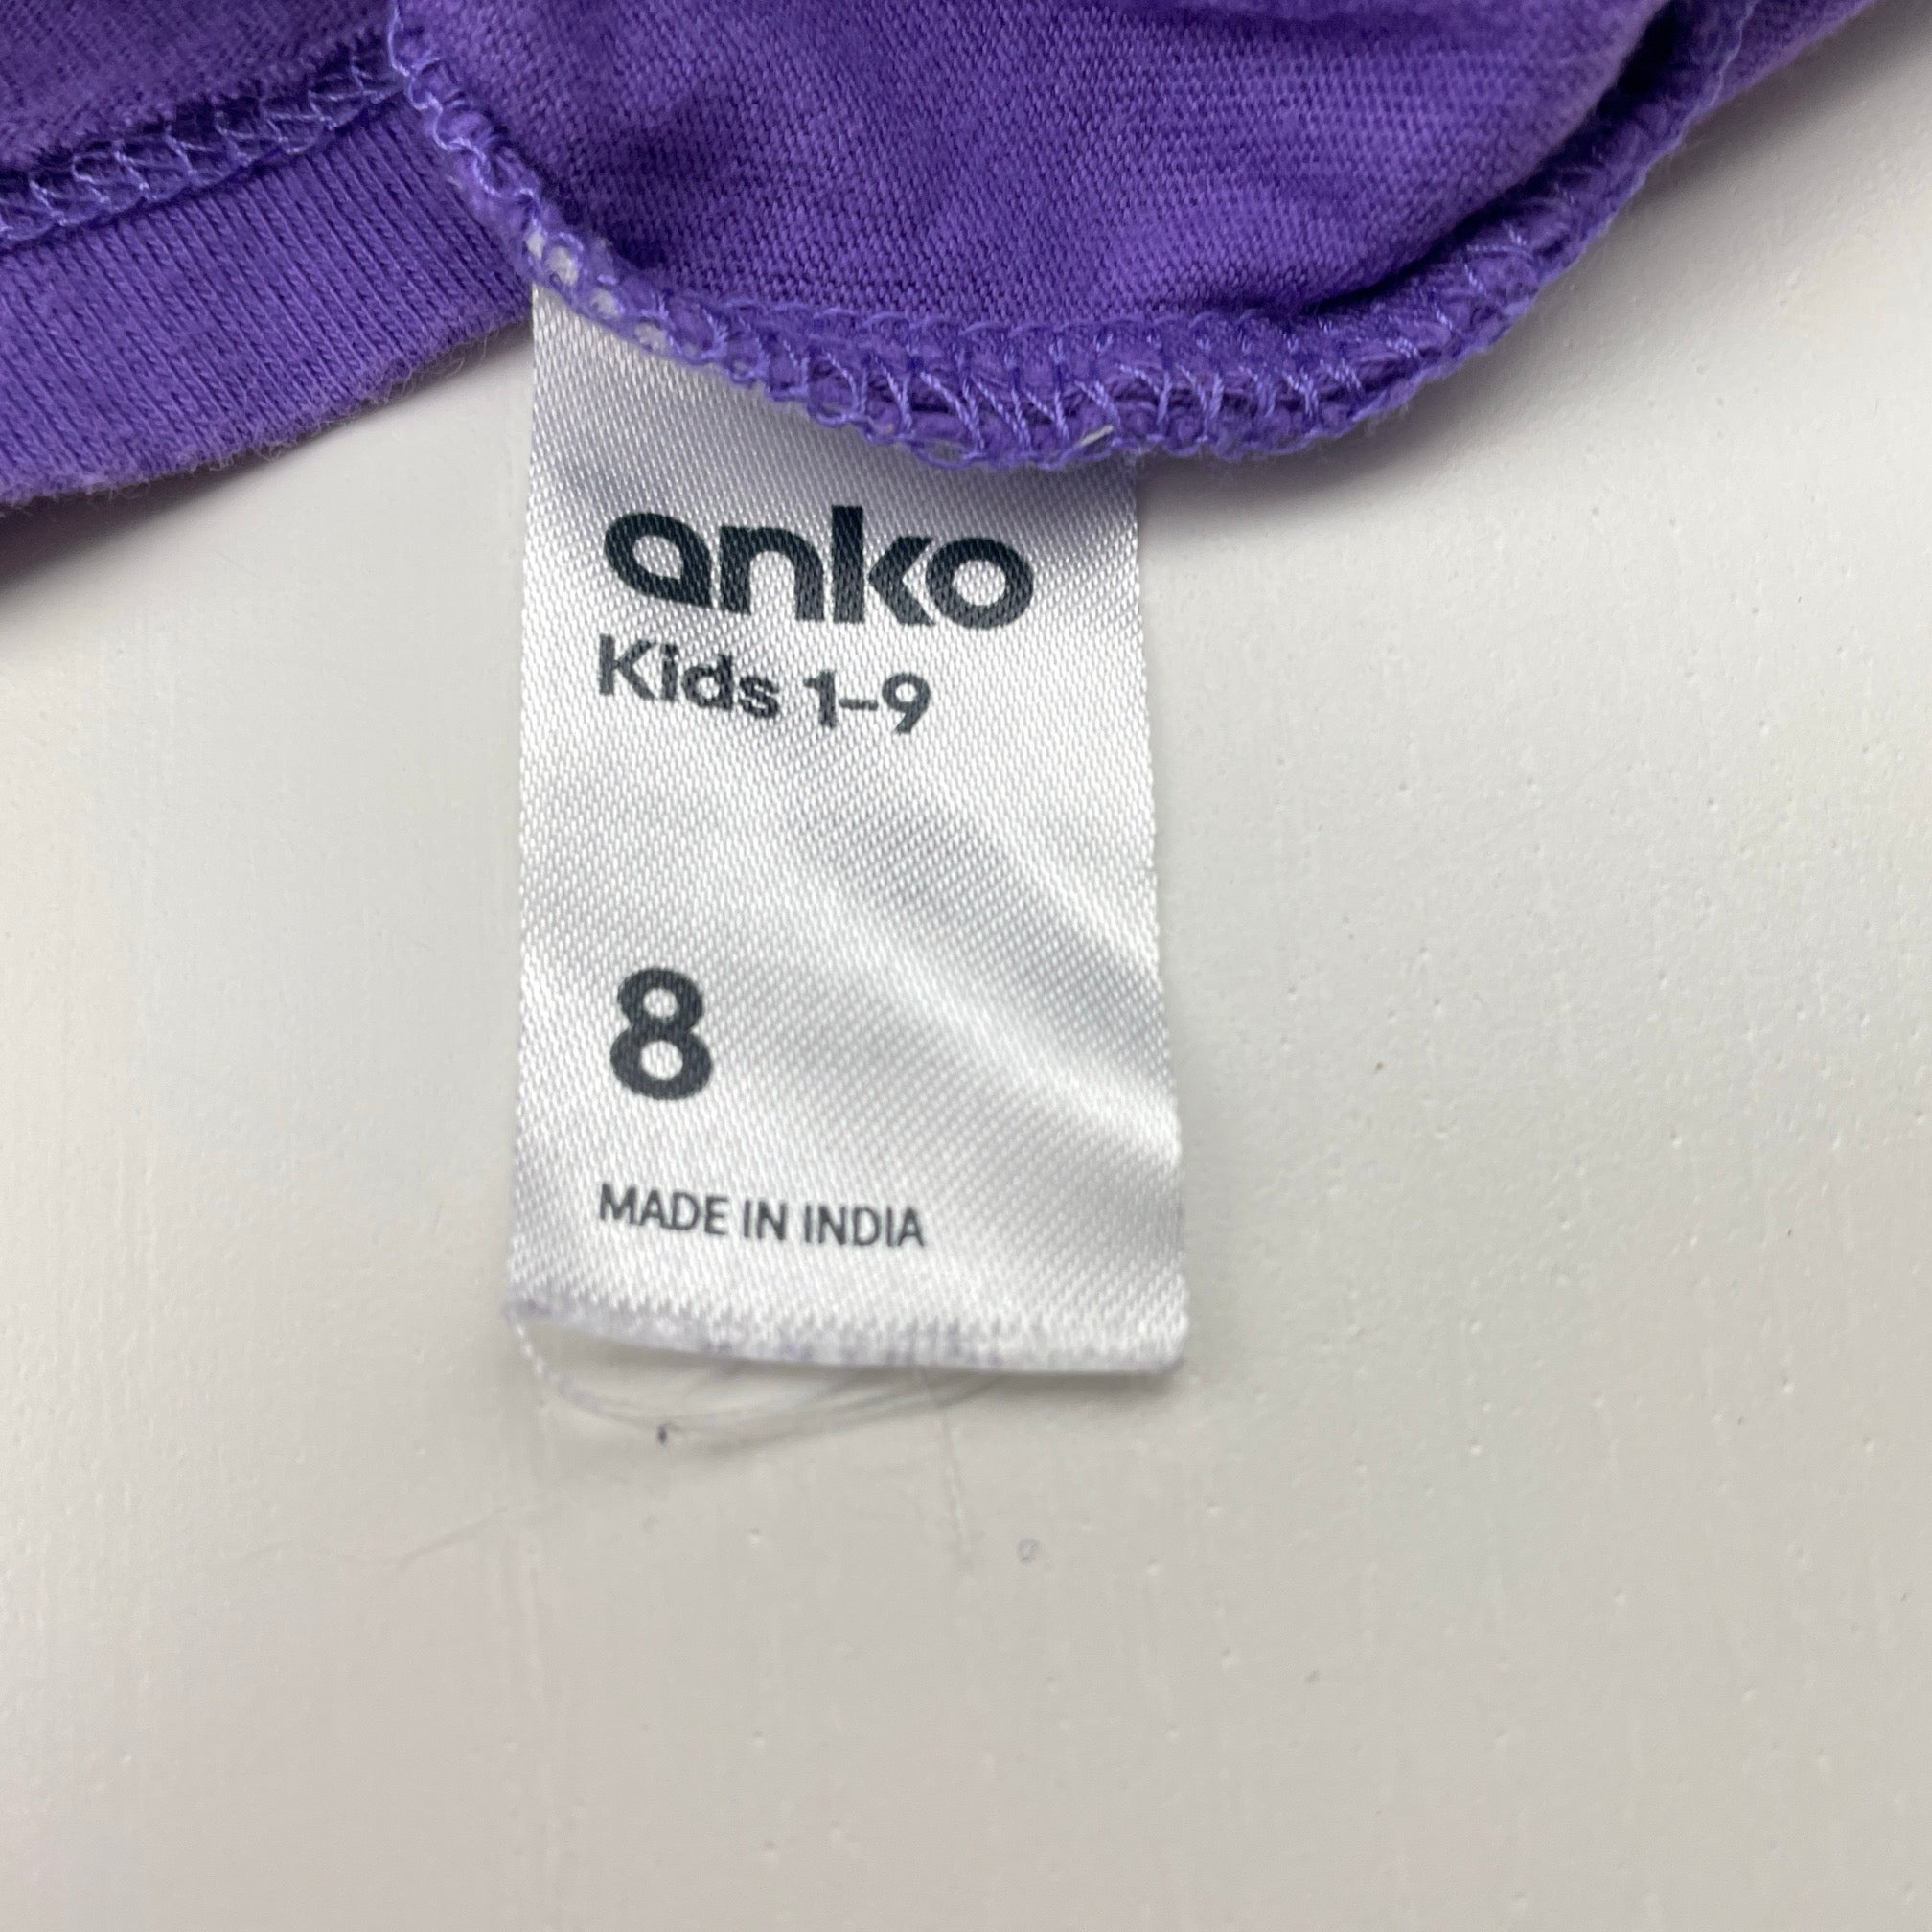 anko
Kids 1-9
8
MADE IN INDIA